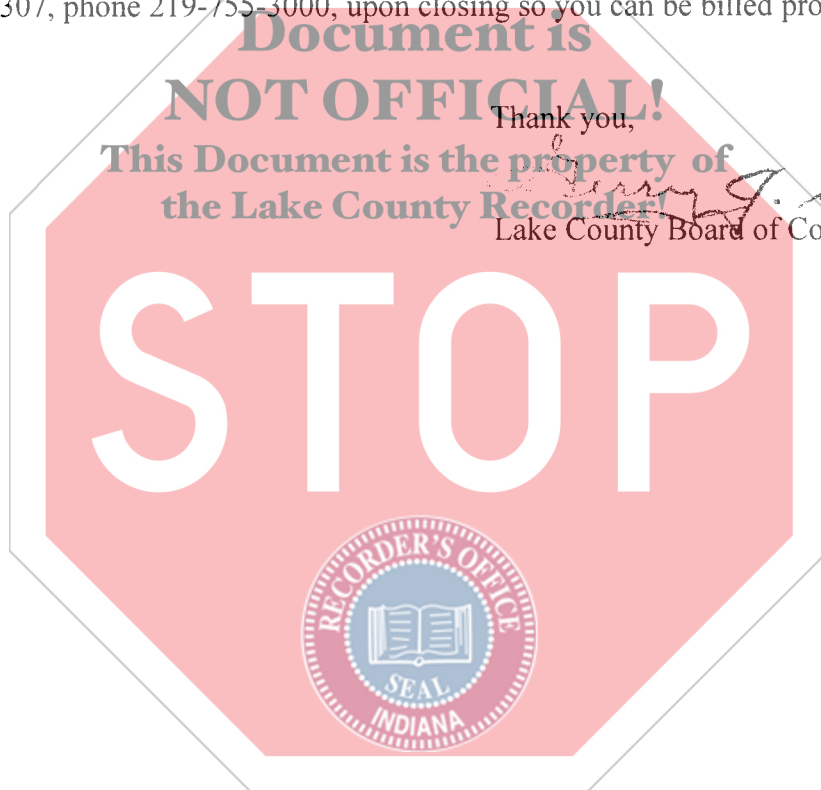 307, phone 219-755-3000, upon closing so you can be billed pro
Document is
NOT OFFICIAL!
Thank you,
This Document is the property of
the Lake County Recorder!
Lake County Board of Co
STOP
RECORDER'S OFFICE
SEAL
INDIANA